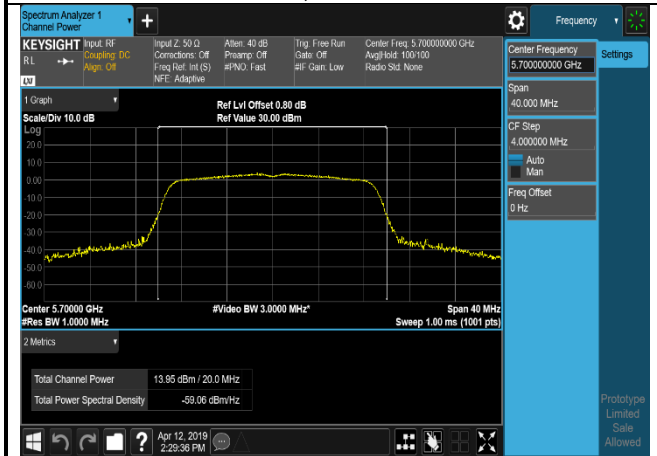 Spectrum Analyzer 1
Channel Power
Frequency
KEYSIGHT
RL
LXI
Input: RF
Coupling: DC
Align: Off
Input Z: 50 Ω
Corrections: Off
Freq Ref: Int (S)
NFE: Adaptive
Atten: 40 dB
Preamp: Off
#PNO: Fast
Trig: Free Run
Gate: Off
#IF Gain: Low
Center Freq: 5.700000000 GHz
Avg|Hold: 100/100
Radio Std: None
1 Graph
Scale/Div 10.0 dB
Ref Lvl Offset 0.80 dB
Ref Value 30.00 dBm
Log
20.0
10.0
0.00
-10.0
-20.0
-30.0
-40.0
-50.0
-60.0
Center 5.70000 GHz
#Res BW 1.0000 MHz
#Video BW 3.0000 MHz*
Span 40 MHz
Sweep 1.00 ms (1001 pts)
2 Metrics
Total Channel Power 13.95 dBm / 20.0 MHz
Total Power Spectral Density -59.06 dBm/Hz
Apr 12, 2019
2:29:36 PM
Center Frequency
5.700000000 GHz
Span
40.000 MHz
CF Step
4.000000 MHz
Auto
Man
Freq Offset
0 Hz
Settings
Prototype
Limited
Sale
Allowed